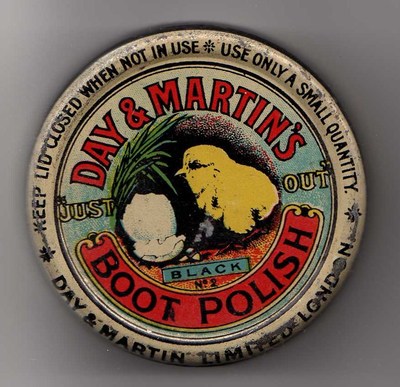 KEEP LID CLOSED WHEN NOT IN USE * USE ONLY A SMALL QUANTITY.
DAY & MARTIN'S
"JUST OUT"
BLACK
Nº 2
BOOT POLISH
DAY & MARTIN LIMITED LONDON